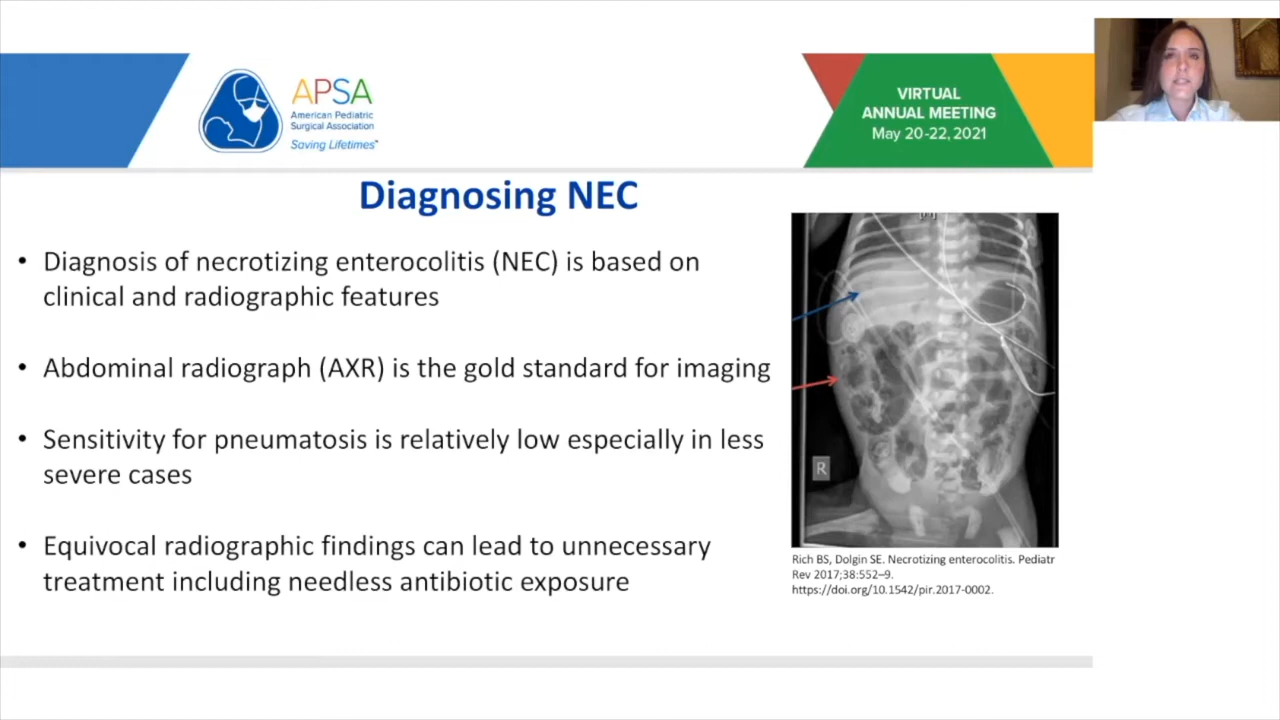 APSA
American Pediatric
Surgical Association
Saving Lifetimes™
VIRTUAL
ANNUAL MEETING
May 20-22, 2021
Diagnosing NEC
• Diagnosis of necrotizing enterocolitis (NEC) is based on
clinical and radiographic features
• Abdominal radiograph (AXR) is the gold standard for imaging
• Sensitivity for pneumatosis is relatively low especially in less
severe cases
• Equivocal radiographic findings can lead to unnecessary
treatment including needless antibiotic exposure
R
Rich BS, Dolgin SE. Necrotizing enterocolitis. Pediatr
Rev 2017;38:552–9.
https://doi.org/10.1542/pir.2017-0002.